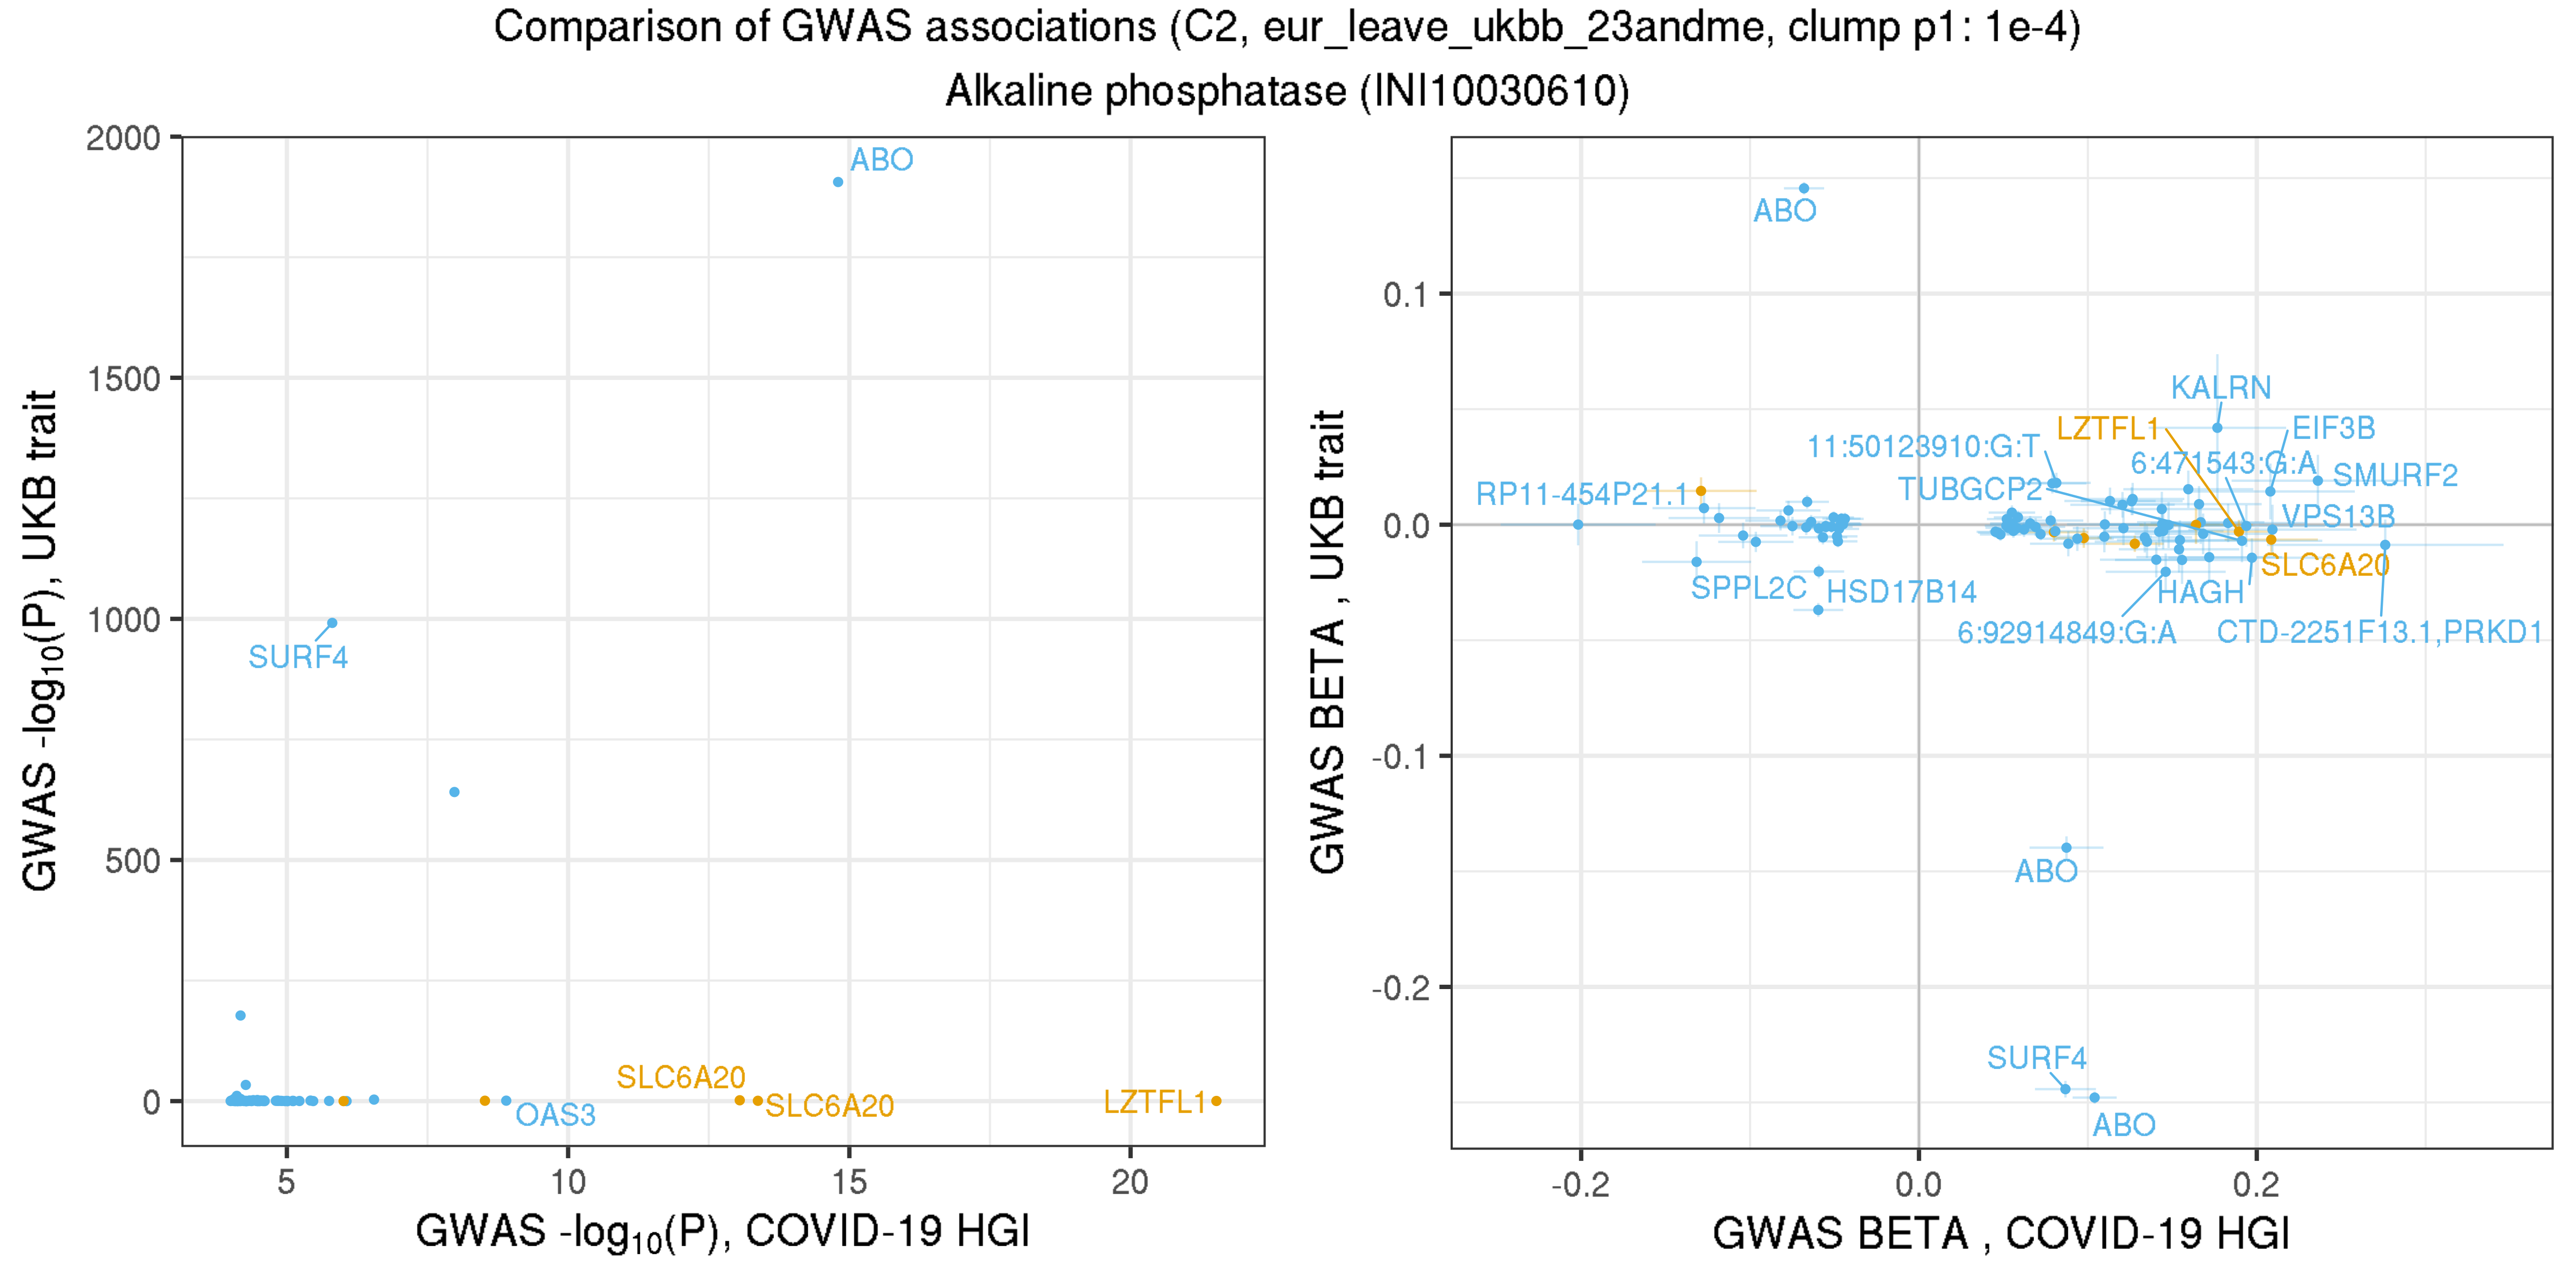 Comparison of GWAS associations (C2, eur_leave_ukbb_23andme, clump p1: 1e-4)
Alkaline phosphatase (INI10030610)
GWAS -log10(P), UKB trait
2000
1500
1000
500
0
ABO
SURF4
SLC6A20
SLC6A20
LZTFL1
OAS3
5
10
15
20
GWAS -log10(P), COVID-19 HGI
GWAS BETA , UKB trait
0.1
0.0
-0.1
-0.2
ABO
KALRN
LZTFL1
EIF3B
11:50123910:G:T
6:471543:G:A
SMURF2
TUBGCP2
RP11-454P21.1
VPS13B
SLC6A20
SPPL2C
HSD17B14
HAGH
6:92914849:G:A
CTD-2251F13.1,PRKD1
ABO
SURF4
ABO
-0.2
0.0
0.2
GWAS BETA , COVID-19 HGI